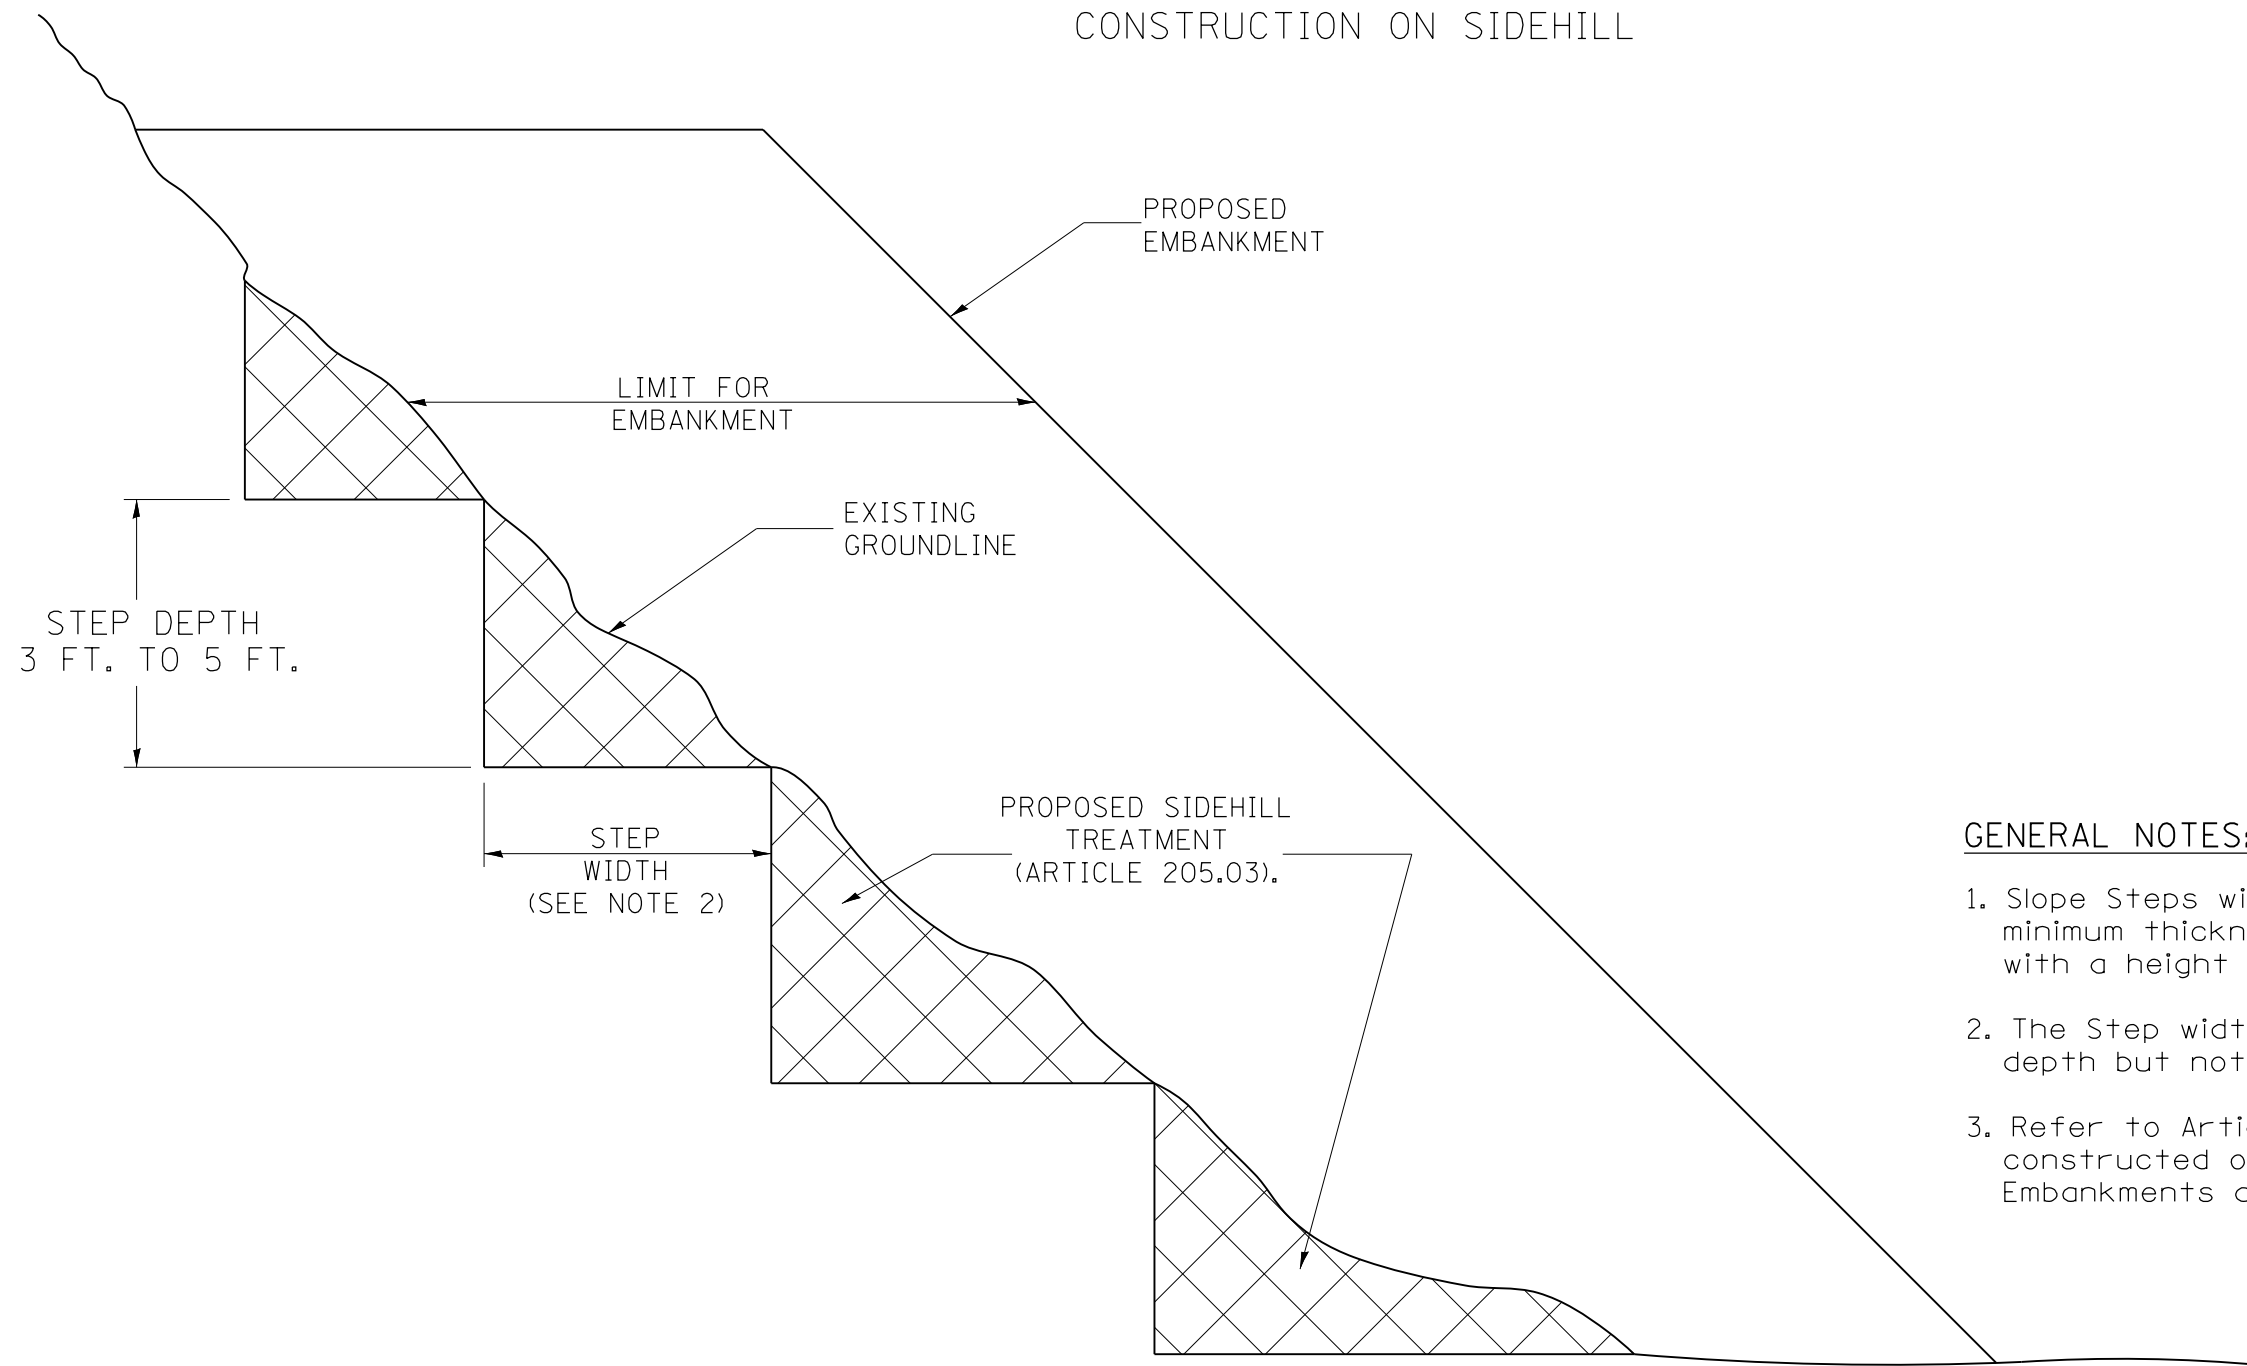 CONSTRUCTION ON SIDEHILL
PROPOSED
EMBANKMENT
LIMIT FOR
EMBANKMENT
EXISTING
GROUNDLINE
STEP DEPTH
3 FT. TO 5 FT.
PROPOSED SIDEHILL
TREATMENT
(ARTICLE 205.03).
STEP
WIDTH
(SEE NOTE 2)
GENERAL NOTES:
1. Slope Steps
minimum
with a height
2. The Step
depth but not
3. Refer to
constructed
Embankments